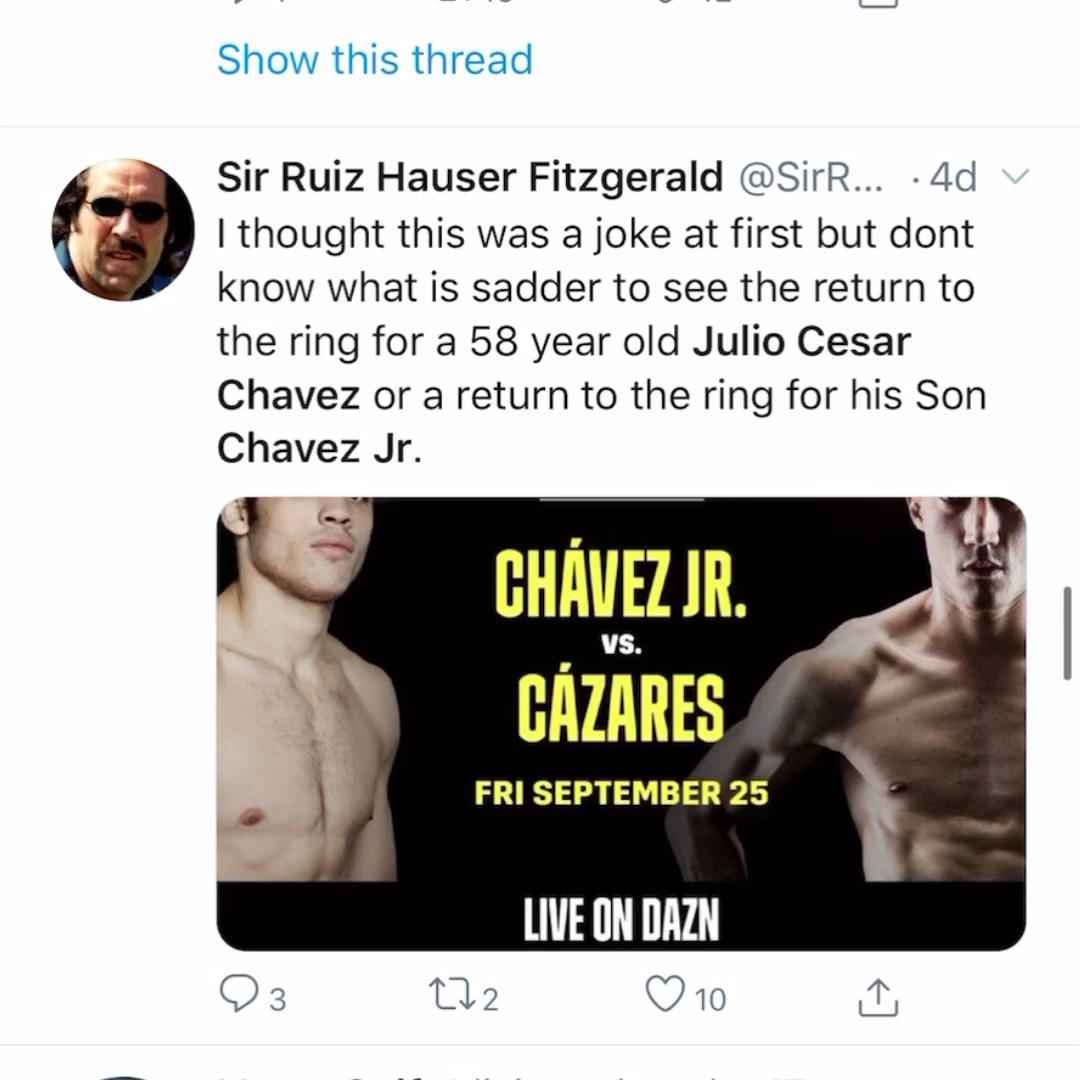 Show this thread
Sir Ruiz Hauser Fitzgerald @SirR... · 4d
I thought this was a joke at first but dont
know what is sadder to see the return to
the ring for a 58 year old Julio Cesar
Chavez or a return to the ring for his Son
Chavez Jr.
CHÁVEZ JR.
VS.
CÁZARES
FRI SEPTEMBER 25
LIVE ON DAZN
3 2 10